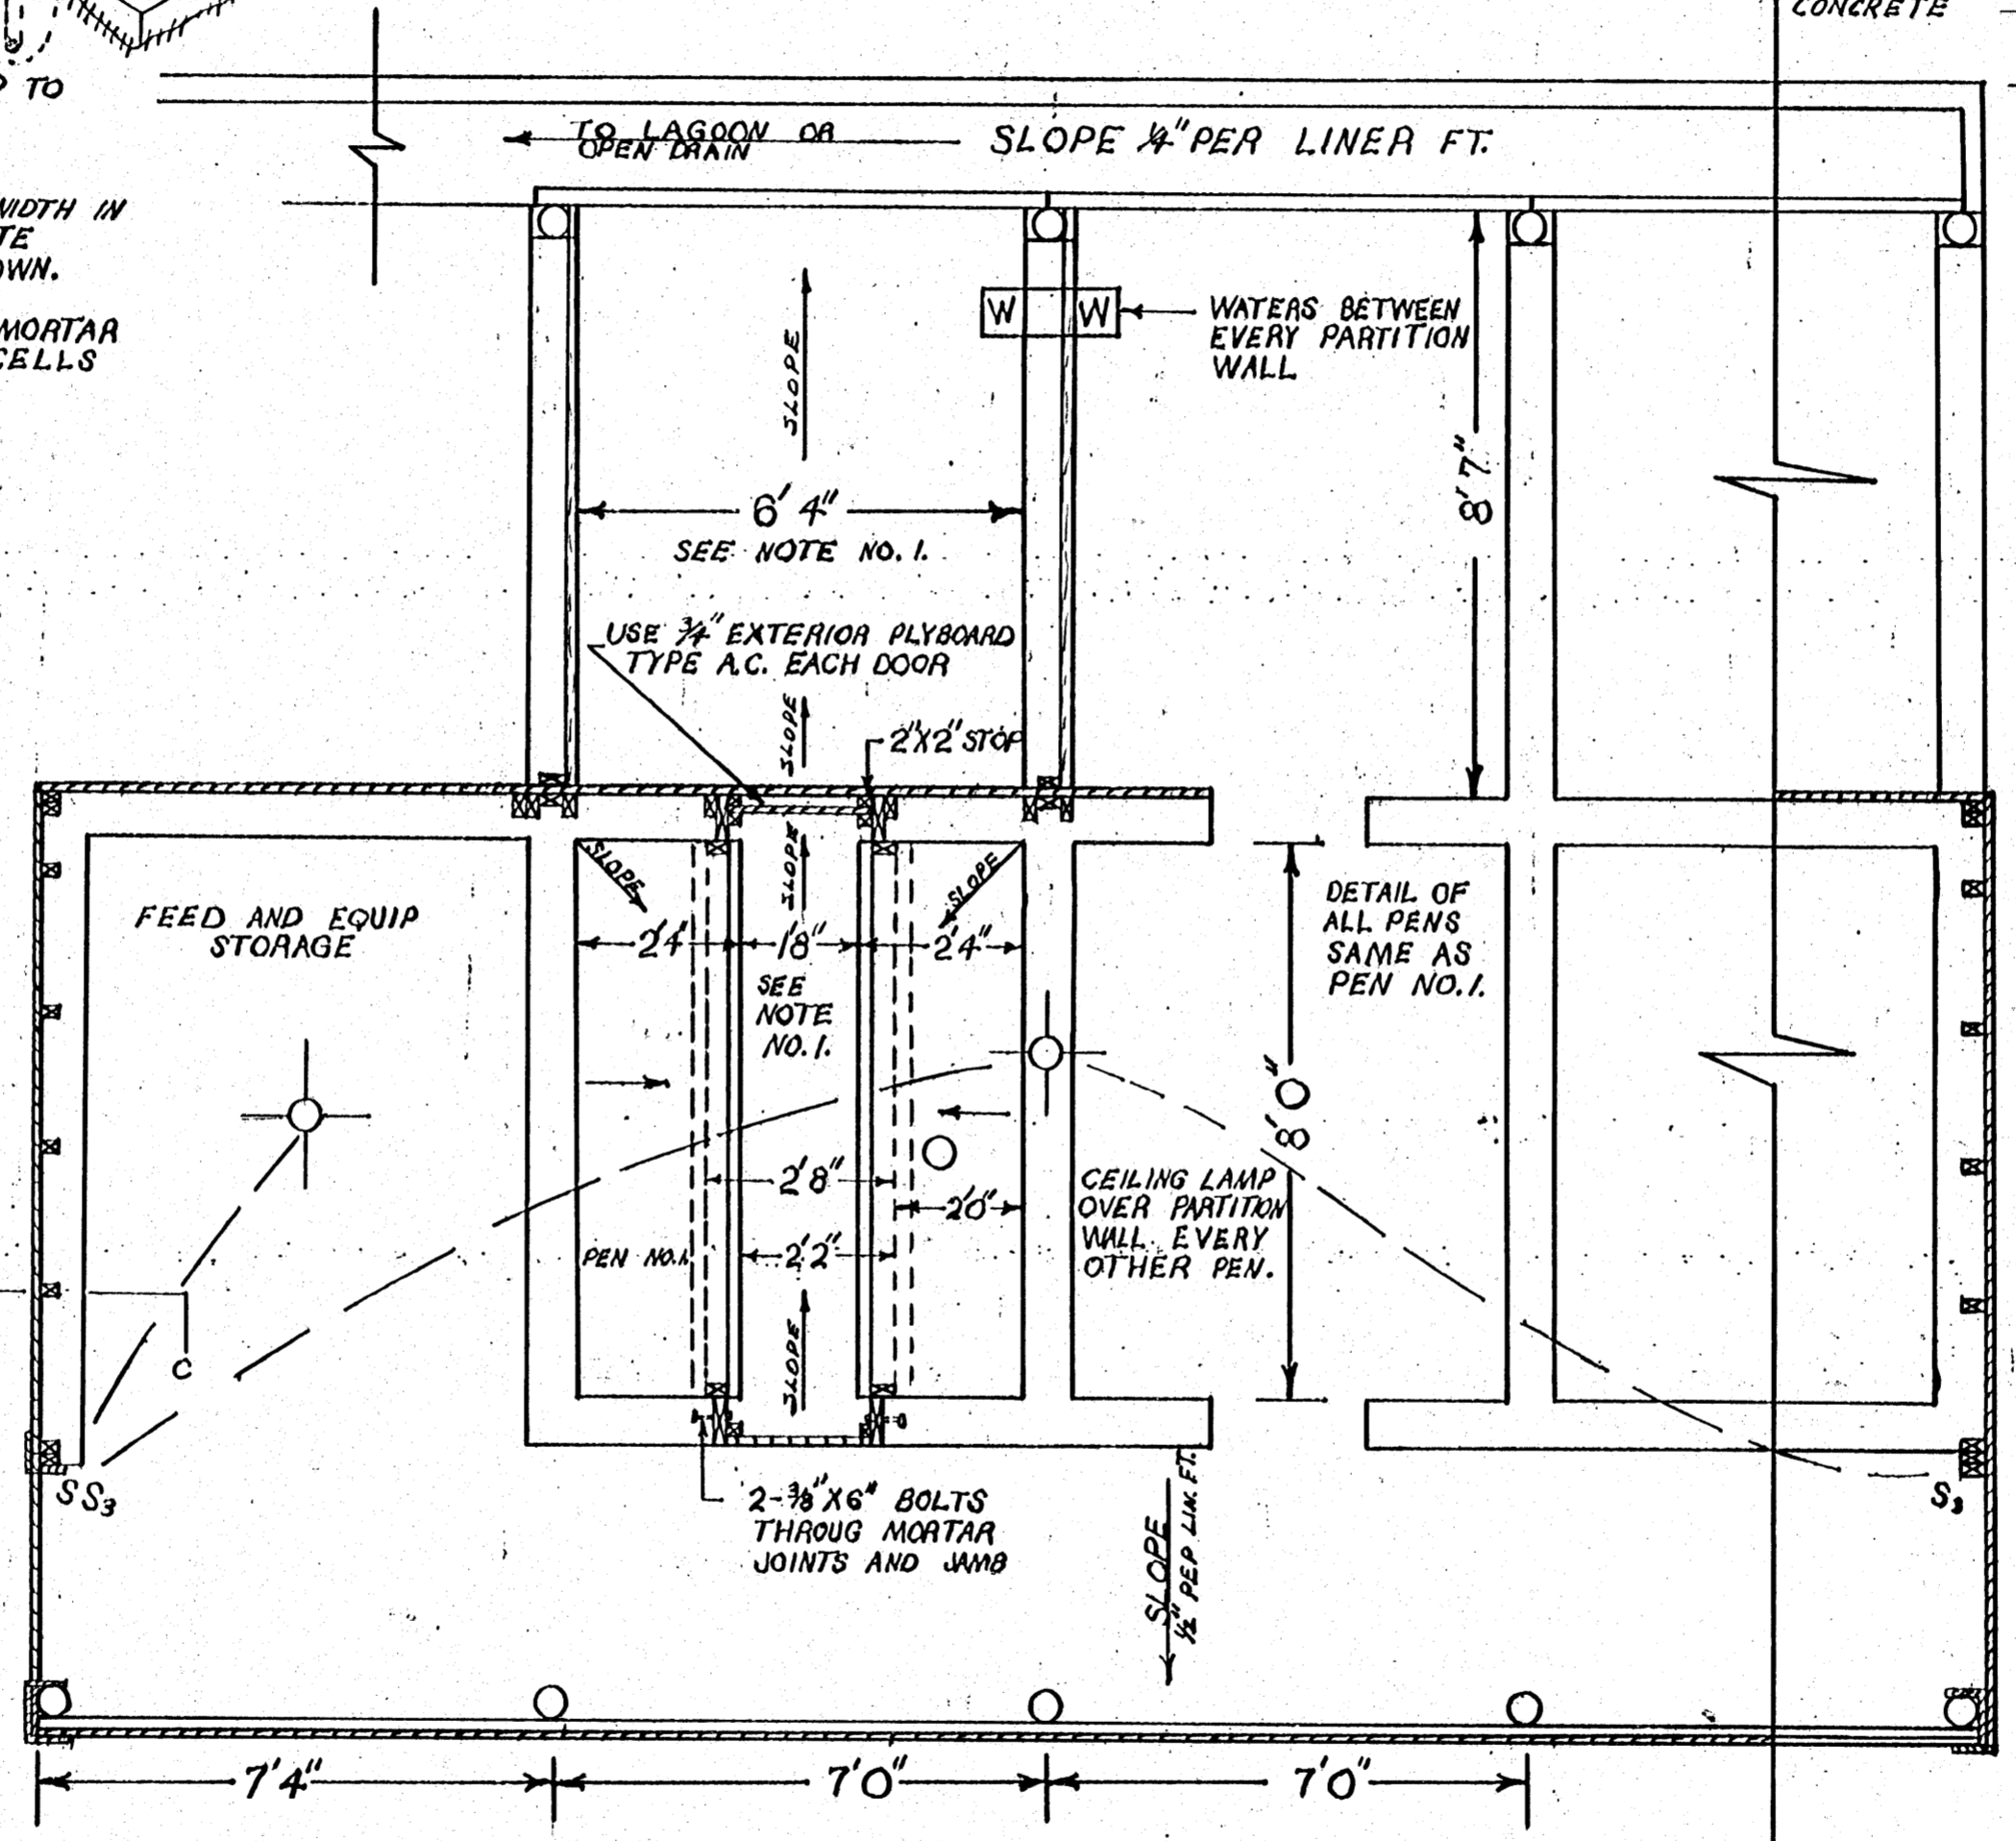 CONCRETE
TO
WIDTH IN
TE
OWN.
MORTAR
CELLS
TO LAGOON OR
OPEN DRAIN
SLOPE 1/4" PER LINER FT.
W W
WATERS BETWEEN
EVERY PARTITION
WALL
SLOPE
8'7"
6'4"
SEE NOTE NO. 1.
USE 3/4" EXTERIOR PLYBOARD
TYPE A.C. EACH DOOR
SLOPE
2"X2" STOP
SLOPE
SLOPE
SLOPE
FEED AND EQUIP
STORAGE
2'4"
1'8"
2'4"
SEE
NOTE
NO. 1.
DETAIL OF
ALL PENS
SAME AS
PEN NO. 1.
8'0"
2'8"
2'0"
CEILING LAMP
OVER PARTITION
WALL EVERY
OTHER PEN.
PEN NO. 1.
2'2"
SLOPE
C
S S3
S3
2-3/8"X6" BOLTS
THROUG MORTAR
JOINTS AND JAMB
SLOPE
1/2" PEP LIN. FT.
7'4"
7'0"
7'0"